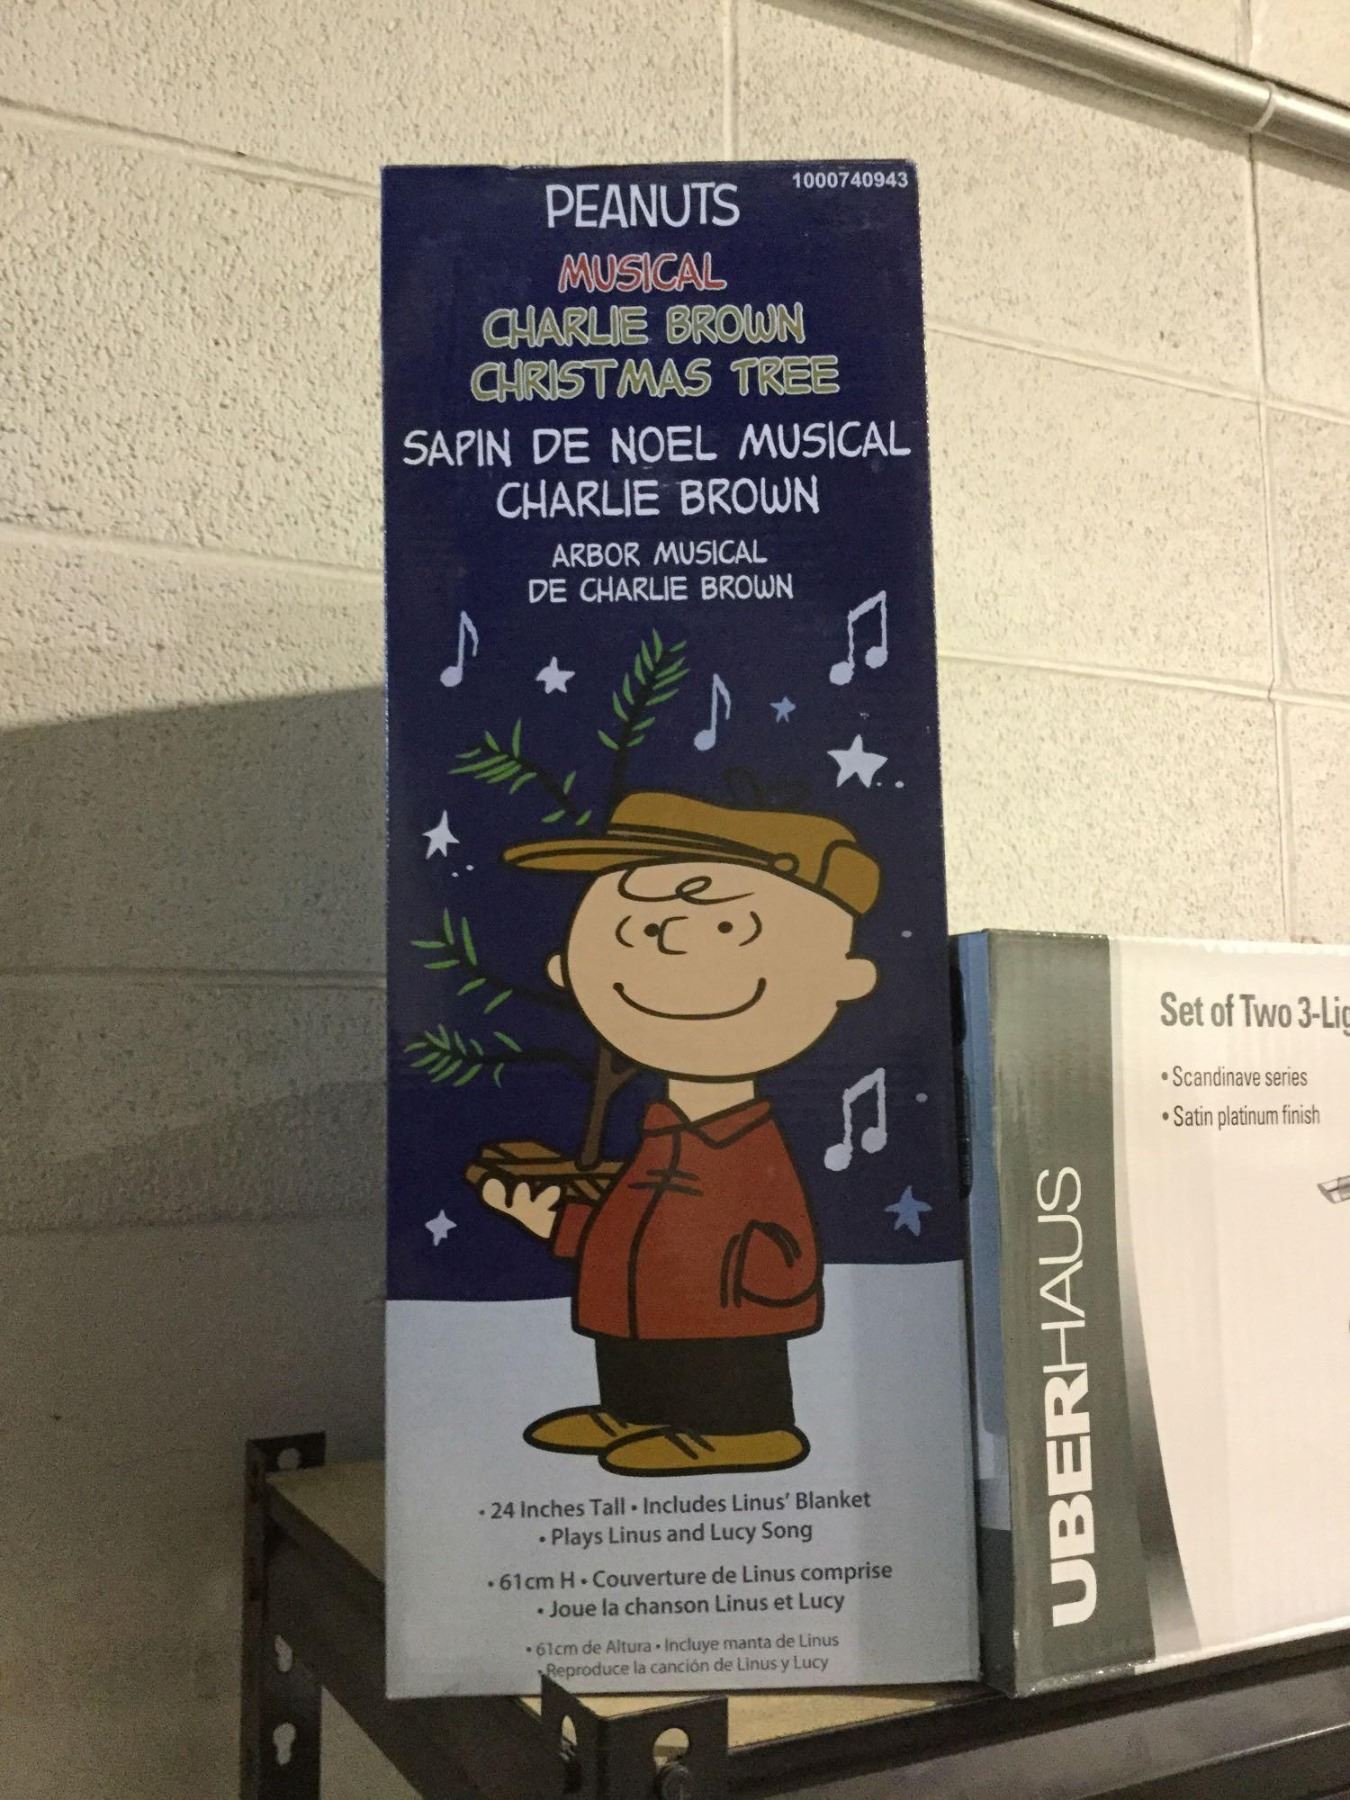 1000740943
PEANUTS
MUSICAL
CHARLIE BROWN
CHRISTMAS TREE
SAPIN DE NOEL MUSICAL
CHARLIE BROWN
ARBOR MUSICAL
DE CHARLIE BROWN
• 24 Inches Tall • Includes Linus' Blanket
• Plays Linus and Lucy Song
• 61cm H • Couverture de Linus comprise
• Joue la chanson Linus et Lucy
• 61cm de Altura • Incluye manta de Linus
• Reproduce la canción de Linus y Lucy
UBERHAUS
Set of Two 3-Lig
• Scandinave series
• Satin platinum finish